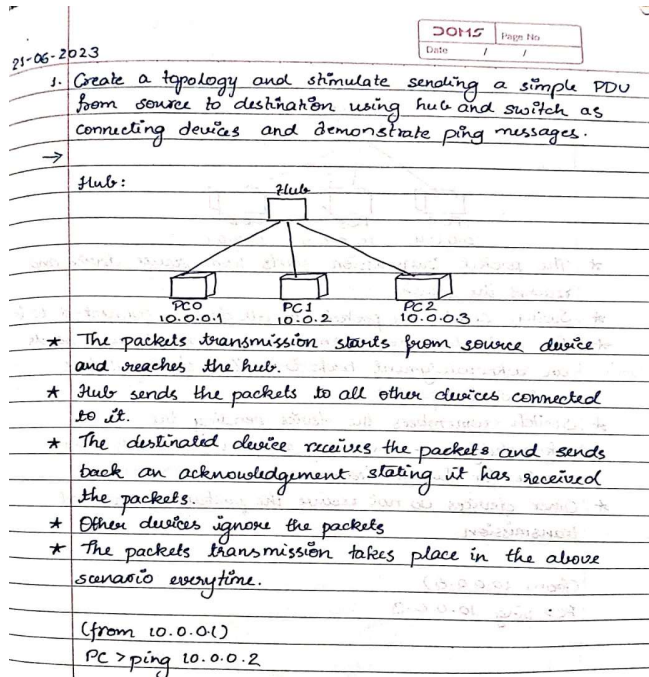 DOMS Page No
Date / /
21-06-2023
1. Create a topology and stimulate sending a simple PDU
from source to destination using hub and switch as
connecting devices and demonstrate ping messages.
→
Hub:
Hub
PC0 PC1 PC2
10.0.0.1 10.0.0.2 10.0.0.3
* The packets transmission starts from source device
and reaches the hub.
* Hub sends the packets to all other devices connected
to it.
* The destinated device receives the packets and sends
back an acknowledgement stating it has received
the packets.
* Other devices ignore the packets
* The packets transmission takes place in the above
scenario everytime.
(from 10.0.0.1)
PC > ping 10.0.0.2